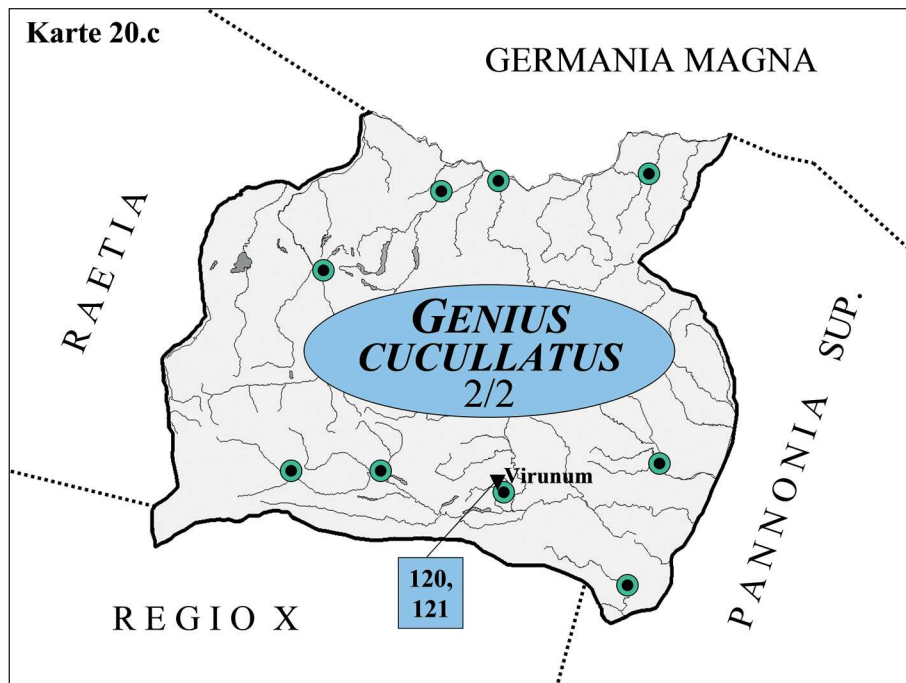 Karte 20.c
GERMANIA MAGNA
RAETIA
GENIUS
CUCULLATUS
2/2
PANNONIA SUP.
Virunum
120,
121
REGIO X